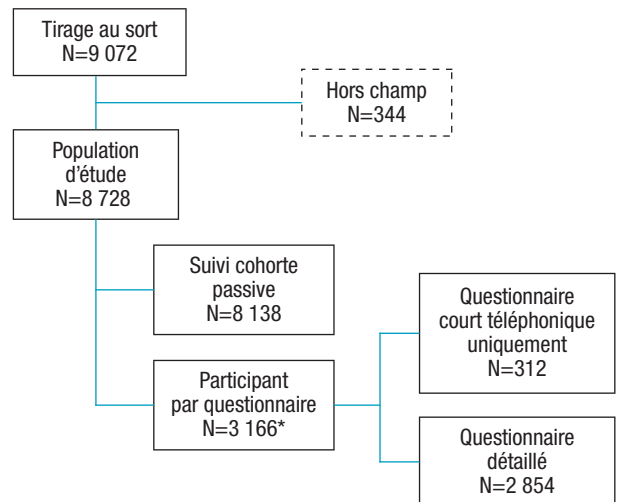 Tirage au sort
N=9 072
Hors champ
N=344
Population
d'étude
N=8 728
Suivi cohorte
passive
N=8 138
Participant
par questionnaire
N=3 166*
Questionnaire
court téléphonique
uniquement
N=312
Questionnaire
détaillé
N=2 854